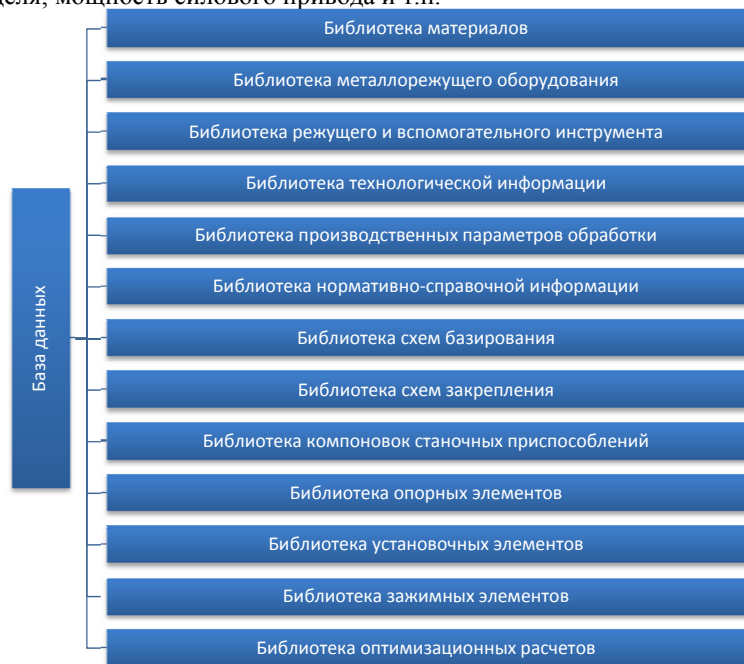 мощность силового привода и т.п.
База данных
Библиотека материалов
Библиотека металлорежущего оборудования
Библиотека режущего и вспомогательного инструмента
Библиотека технологической информации
Библиотека производственных параметров обработки
Библиотека нормативно-справочной информации
Библиотека схем базирования
Библиотека схем закрепления
Библиотека компоновок станочных приспособлений
Библиотека опорных элементов
Библиотека установочных элементов
Библиотека зажимных элементов
Библиотека оптимизационных расчетов